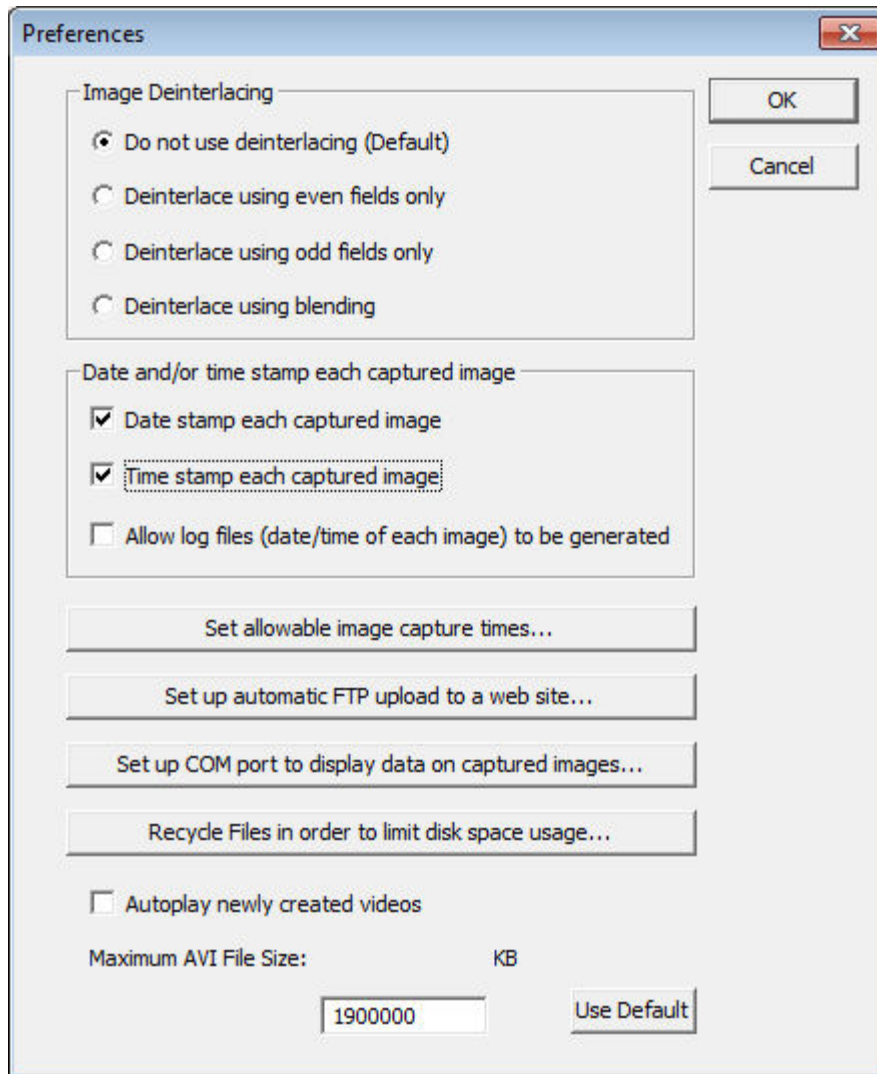 Preferences
Image Deinterlacing
OK
Do not use deinterlacing (Default)
Cancel
Deinterlace using even fields only
Deinterlace using odd fields only
Deinterlace using blending
Date and/or time stamp each captured image
Date stamp each captured image
Time stamp each captured image
Allow log files (date/time of each image) to be generated
Set allowable image capture times...
Set up automatic FTP upload to a web site...
Set up COM port to display data on captured images...
Recycle Files in order to limit disk space usage...
Autoplay newly created videos
Maximum AVI File Size: KB
1900000 Use Default